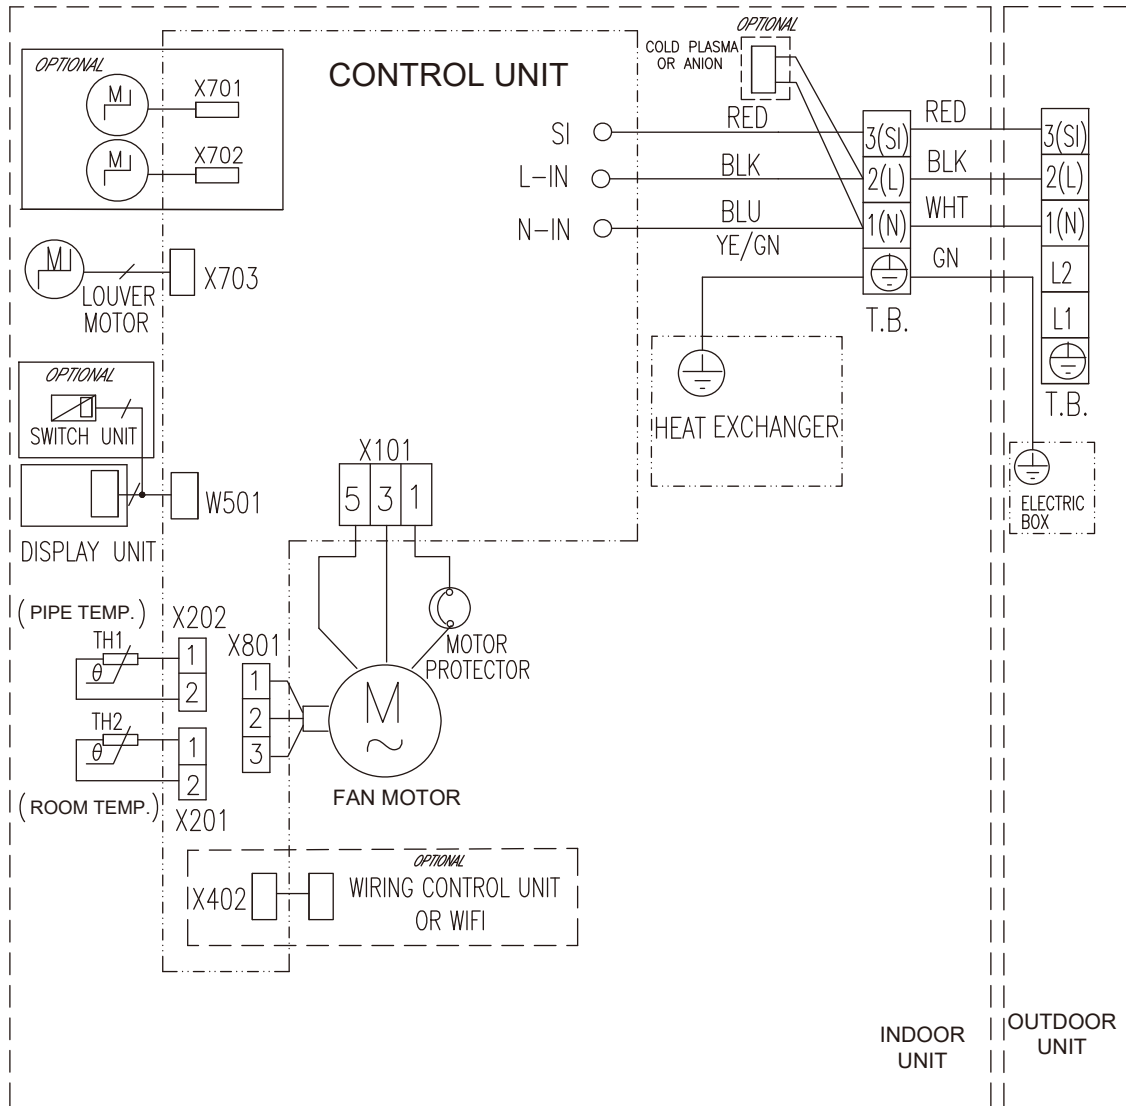 OPTIONAL
M
X701
M
X702
CONTROL UNIT
OPTIONAL
COLD PLASMA
OR ANION
SI
RED
3(SI)
RED
3(SI)
L-IN
BLK
2(L)
BLK
2(L)
N-IN
BLU
1(N)
WHT
1(N)
YE/GN
GN
L2
T.B.
L1
T.B.
M
LOUVER
MOTOR
X703
OPTIONAL
SWITCH UNIT
W501
DISPLAY UNIT
HEAT EXCHANGER
ELECTRIC
BOX
X101
5 3 1
MOTOR
PROTECTOR
(PIPE TEMP.)
TH1
θ
X202
1
2
TH2
θ
1
2
X201
(ROOM TEMP.)
X801
1
2
3
M
~
FAN MOTOR
X402
OPTIONAL
WIRING CONTROL UNIT
OR WIFI
INDOOR
UNIT
OUTDOOR
UNIT